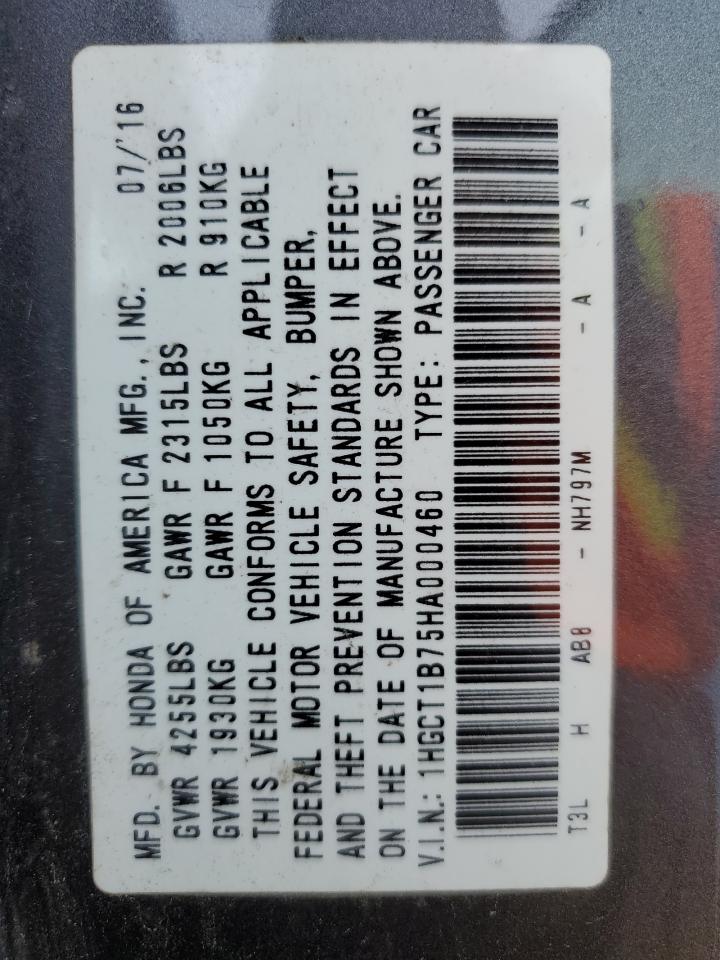 MFD. BY HONDA OF AMERICA MFG., INC. 07/'16
GVWR 4255LBS GAWR F 2315LBS R 2006LBS
GVWR 1930KG GAWR F 1050KG R 910KG
THIS VEHICLE CONFORMS TO ALL APPLICABLE
FEDERAL MOTOR VEHICLE SAFETY, BUMPER,
AND THEFT PREVENTION STANDARDS IN EFFECT
ON THE DATE OF MANUFACTURE SHOWN ABOVE.
V.I.N.: 1HGCT1B75HA000460 TYPE: PASSENGER CAR
T3L H AB8 - NH797M - A - A